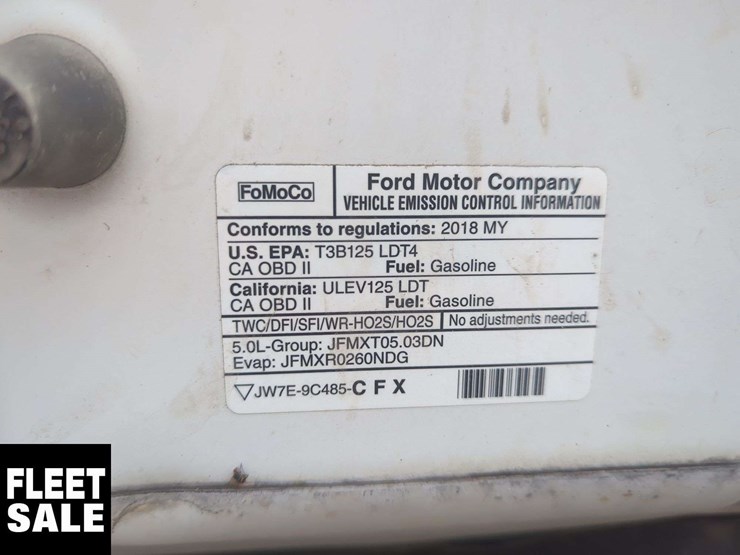 FoMoCo
Ford Motor Company
VEHICLE EMISSION CONTROL INFORMATION
Conforms to regulations: 2018 MY
U.S. EPA: T3B125 LDT4
CA OBD II Fuel: Gasoline
California: ULEV125 LDT
CA OBD II Fuel: Gasoline
TWC/DFI/SFI/WR-HO2S/HO2S No adjustments needed.
5.0L-Group: JFMXT05.03DN
Evap: JFMXR0260NDG
JW7E-9C485-C F X
FLEET
SALE